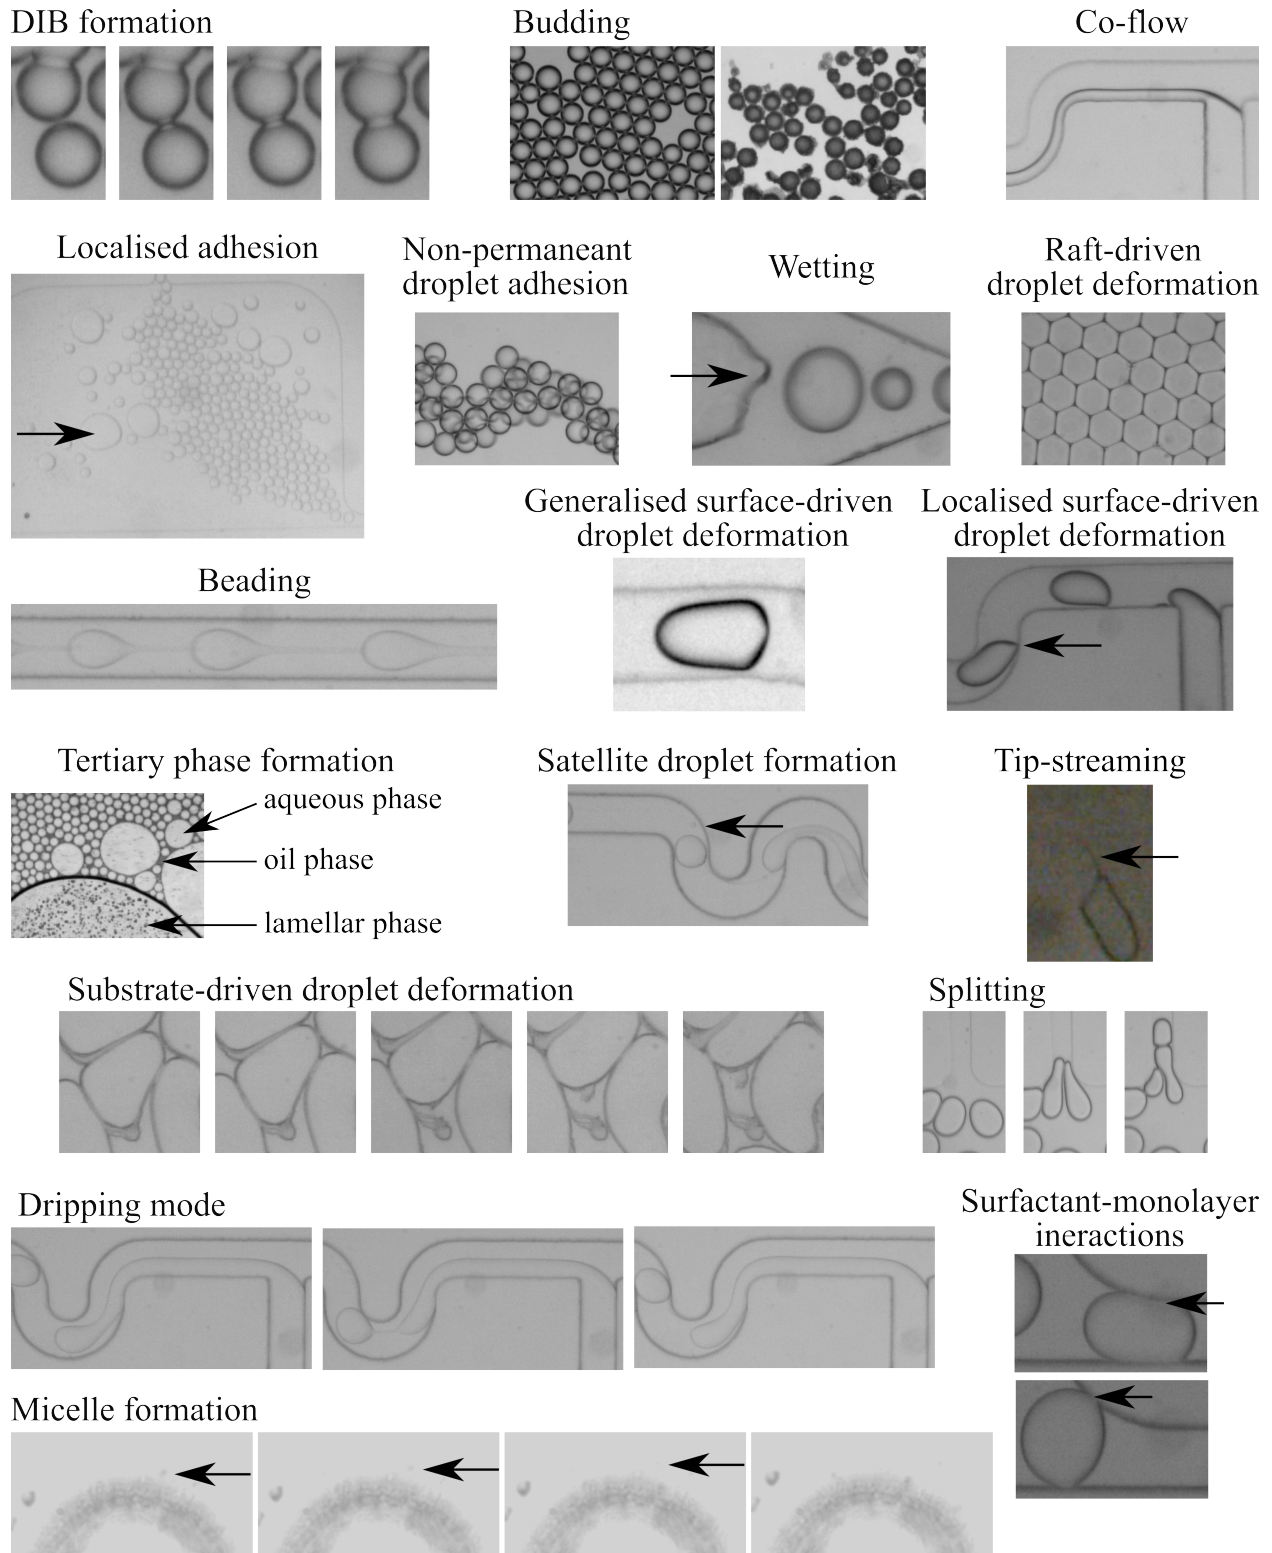 DIB formation
Budding
Co-flow
Localised adhesion
Non-permaneant
droplet adhesion
Wetting
Raft-driven
droplet deformation
Generalised surface-driven
droplet deformation
Localised surface-driven
droplet deformation
Beading
Tertiary phase formation
aqueous phase
oil phase
lamellar phase
Satellite droplet formation
Tip-streaming
Substrate-driven droplet deformation
Splitting
Dripping mode
Surfactant-monolayer
ineractions
Micelle formation